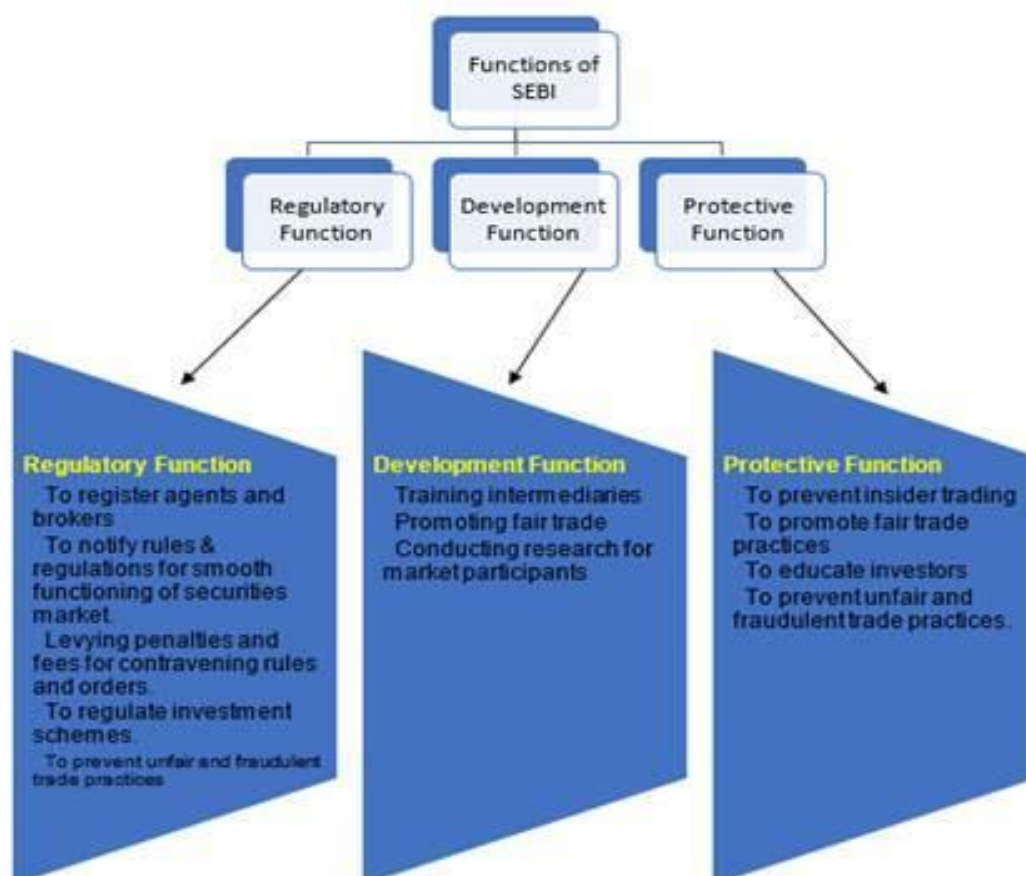 Functions of
SEBI
Regulatory
Function
Development
Function
Protective
Function
Regulatory Function
To register agents and
brokers
To notify rules &
regulations for smooth
functioning of securities
market.
Levying penalties and
fees for contravening rules
and orders.
To regulate investment
schemes.
To prevent unfair and fraudulent
trade practices
Development Function
Training intermediaries
Promoting fair trade
Conducting research for
market participants
Protective Function
To prevent insider trading
To promote fair trade
practices
To educate investors
To prevent unfair and
fraudulent trade practices.